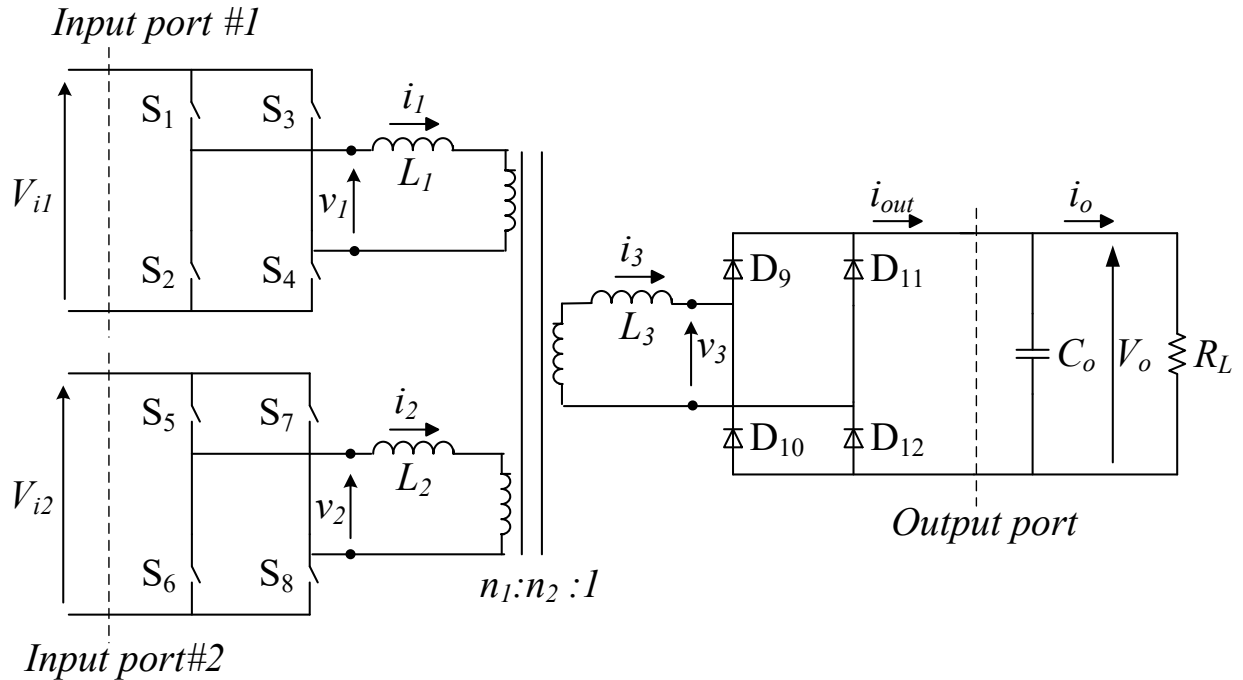 Input port #1
S1
S3
i1
L1
Vi1
v1
S2
S4
iout
io
i3
D9
D11
L3
v3
Co
Vo
RL
D10
D12
S5
S7
i2
L2
Vi2
v2
S6
S8
n1:n2 :1
Output port
Input port#2